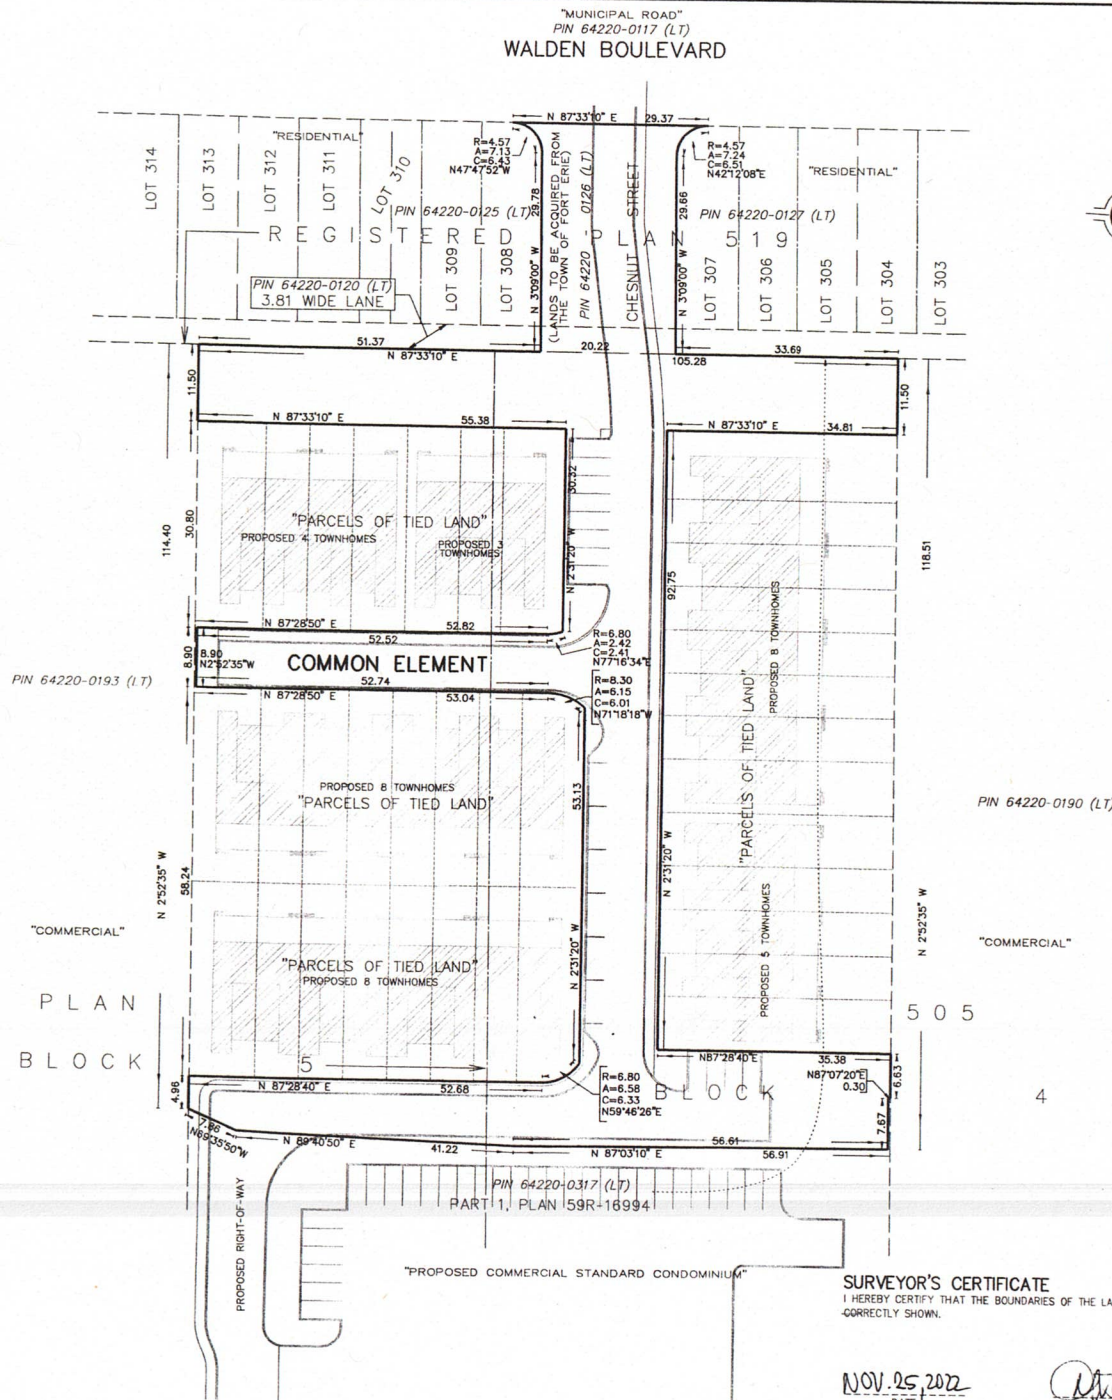 "MUNICIPAL ROAD"
PIN 64220-0117 (LT)
WALDEN BOULEVARD
N 87°33'10" E 29.37
"RESIDENTIAL"
R=4.57
A=7.13
C=6.43
N47°47'52"W
R=4.57
A=7.24
C=6.51
N42°12'08"E
"RESIDENTIAL"
LOT 314
LOT 313
LOT 312
LOT 311
LOT 310
LOT 309
LOT 308
PIN 64220-0125 (LT)
29.78
N 3°09'00" W
(LANDS TO BE ACQUIRED FROM
THE TOWN OF FORT ERIE)
PIN 64220 - 0126 (LT)
CHESNUT STREET
29.66
N 3°09'00" W
PIN 64220-0127 (LT)
REGISTERED PLAN 519
LOT 307
LOT 306
LOT 305
LOT 304
LOT 303
PIN 64220-0120 (LT)
3.81 WIDE LANE
51.37
N 87°33'10" E
20.22
105.28
33.69
11.50
11.50
N 87°33'10" E 55.38
N 87°33'10" E 34.81
114.40
30.80
30.32
N 2°31'20" W
"PARCELS OF TIED LAND"
PROPOSED 4 TOWNHOMES
PROPOSED 3
TOWNHOMES
92.75
118.51
N 87°28'50" E 52.82
52.52
8.90
8.90
N2°52'35"W
COMMON ELEMENT
52.74
N 87°28'50" E 53.04
R=6.80
A=2.42
C=2.41
N77°16'34"E
R=8.30
A=6.15
C=6.01
N71°18'18"W
PIN 64220-0193 (LT)
PROPOSED 8 TOWNHOMES
"PARCELS OF TIED LAND"
PROPOSED 8 TOWNHOMES
"PARCELS OF TIED LAND"
53.13
PIN 64220-0190 (LT)
N 2°31'20" W
N 2°52'35" W
58.24
N 2°31'20" W
PROPOSED 5 TOWNHOMES
N 2°52'35" W
"COMMERCIAL"
"COMMERCIAL"
"PARCELS OF TIED LAND"
PROPOSED 8 TOWNHOMES
PLAN
505
BLOCK
5
BLOCK
4
N 87°28'40" E 52.68
4.96
R=6.80
A=6.58
C=6.33
N59°46'26"E
N87°28'40"E 35.38
N87°07'20"E
0.30
6.63
7.67
7.86
N69°35'50"W
N 89°40'50" E
41.22
56.61
N 87°03'10" E 56.91
PIN 64220-0317 (LT)
PART 1, PLAN 59R-16994
PROPOSED RIGHT-OF-WAY
"PROPOSED COMMERCIAL STANDARD CONDOMINIUM"
SURVEYOR'S CERTIFICATE
I HEREBY CERTIFY THAT THE BOUNDARIES OF THE LA
CORRECTLY SHOWN.
NOV. 25, 2022